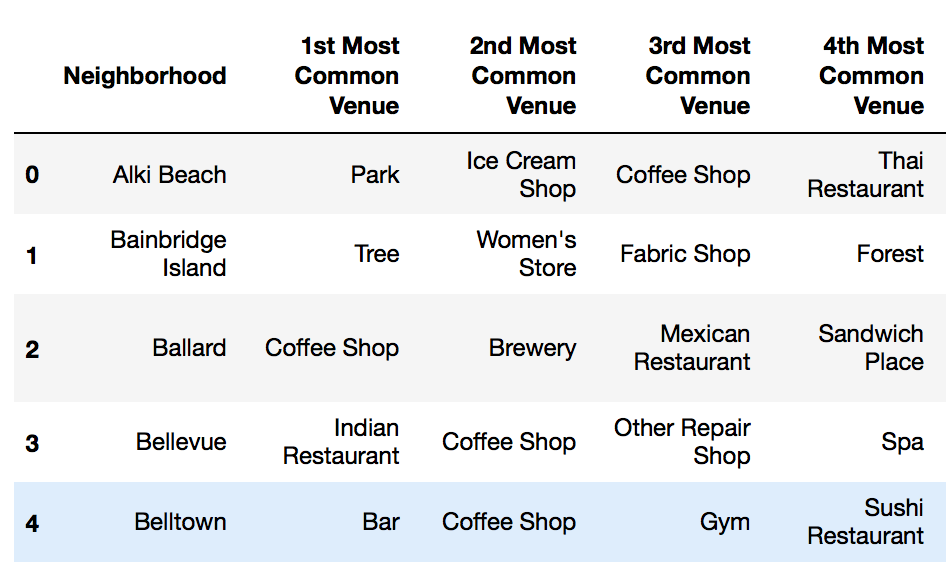 Neighborhood 1st Most Common Venue 2nd Most Common Venue 3rd Most Common Venue 4th Most Common Venue
0 Alki Beach Park Ice Cream Shop Coffee Shop Thai Restaurant
1 Bainbridge Island Tree Women's Store Fabric Shop Forest
2 Ballard Coffee Shop Brewery Mexican Restaurant Sandwich Place
3 Bellevue Indian Restaurant Coffee Shop Other Repair Shop Spa
4 Belltown Bar Coffee Shop Gym Sushi Restaurant